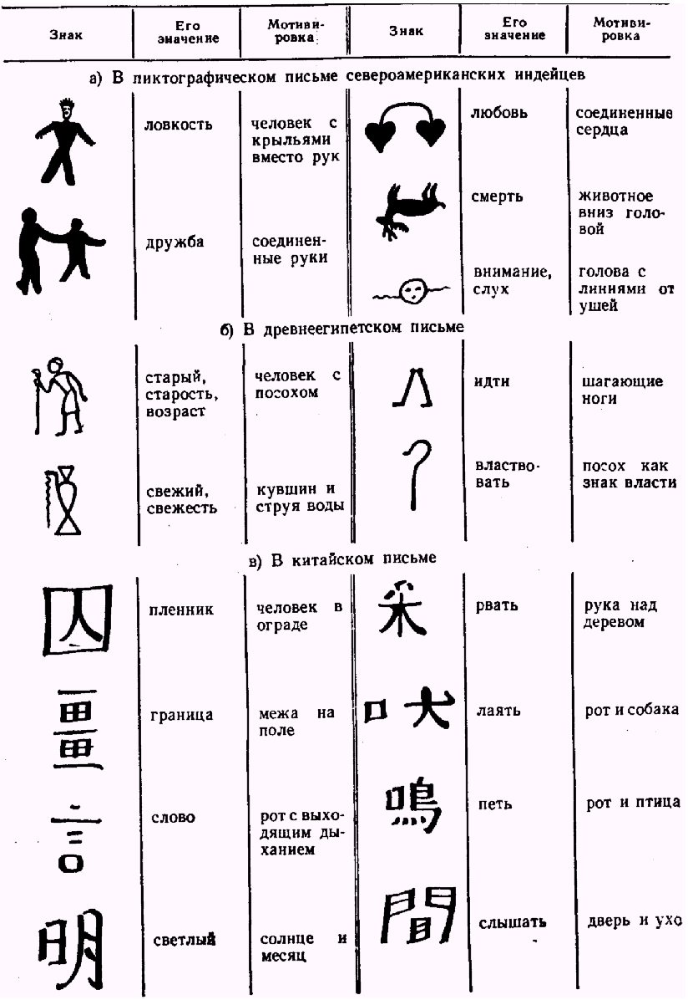 Знак
Его
значение
Мотиви-
ровка
Знак
Его
значение
Мотиви-
ровка
а) В пиктографическом письме североамериканских индейцев
ловкость
человек с
крыльями
вместо рук
дружба
соединен-
ные руки
любовь
соединенные
сердца
смерть
животное
вниз голо-
вой
внимание,
слух
голова с
линиями от
ушей
б) В древнеегипетском письме
старый,
старость,
возраст
человек с
посохом
свежий,
свежесть
кувшин и
струя воды
идти
шагающие
ноги
властво-
вать
посох как
знак власти
в) В китайском письме
囚
пленник
человек в
ограде
畺
граница
межа на
поле
言
слово
рот с выхо-
дящим ды-
ханием
明
светлый
солнце и
месяц
采
рвать
рука над
деревом
吠
лаять
рот и собака
鳴
петь
рот и птица
слышать
дверь и ухо